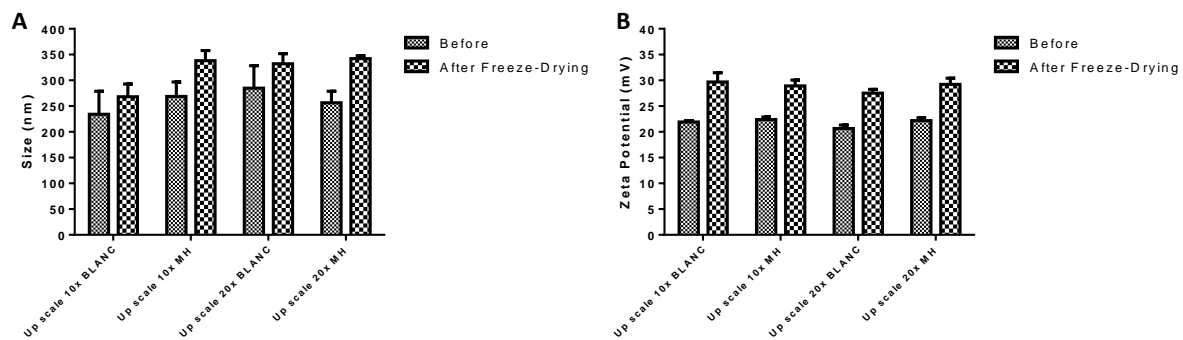 A
Size (nm)
400
350
300
250
200
150
100
50
0
Up scale 10x BLANC
Up scale 10x MH
Up scale 20x BLANC
Up scale 20x MH
Before
After Freeze-Drying
B
Zeta Potential (mV)
40
35
30
25
20
15
10
5
0
Up scale 10x BLANC
Up scale 10x MH
Up scale 20x BLANC
Up scale 20x MH
Before
After Freeze-Drying